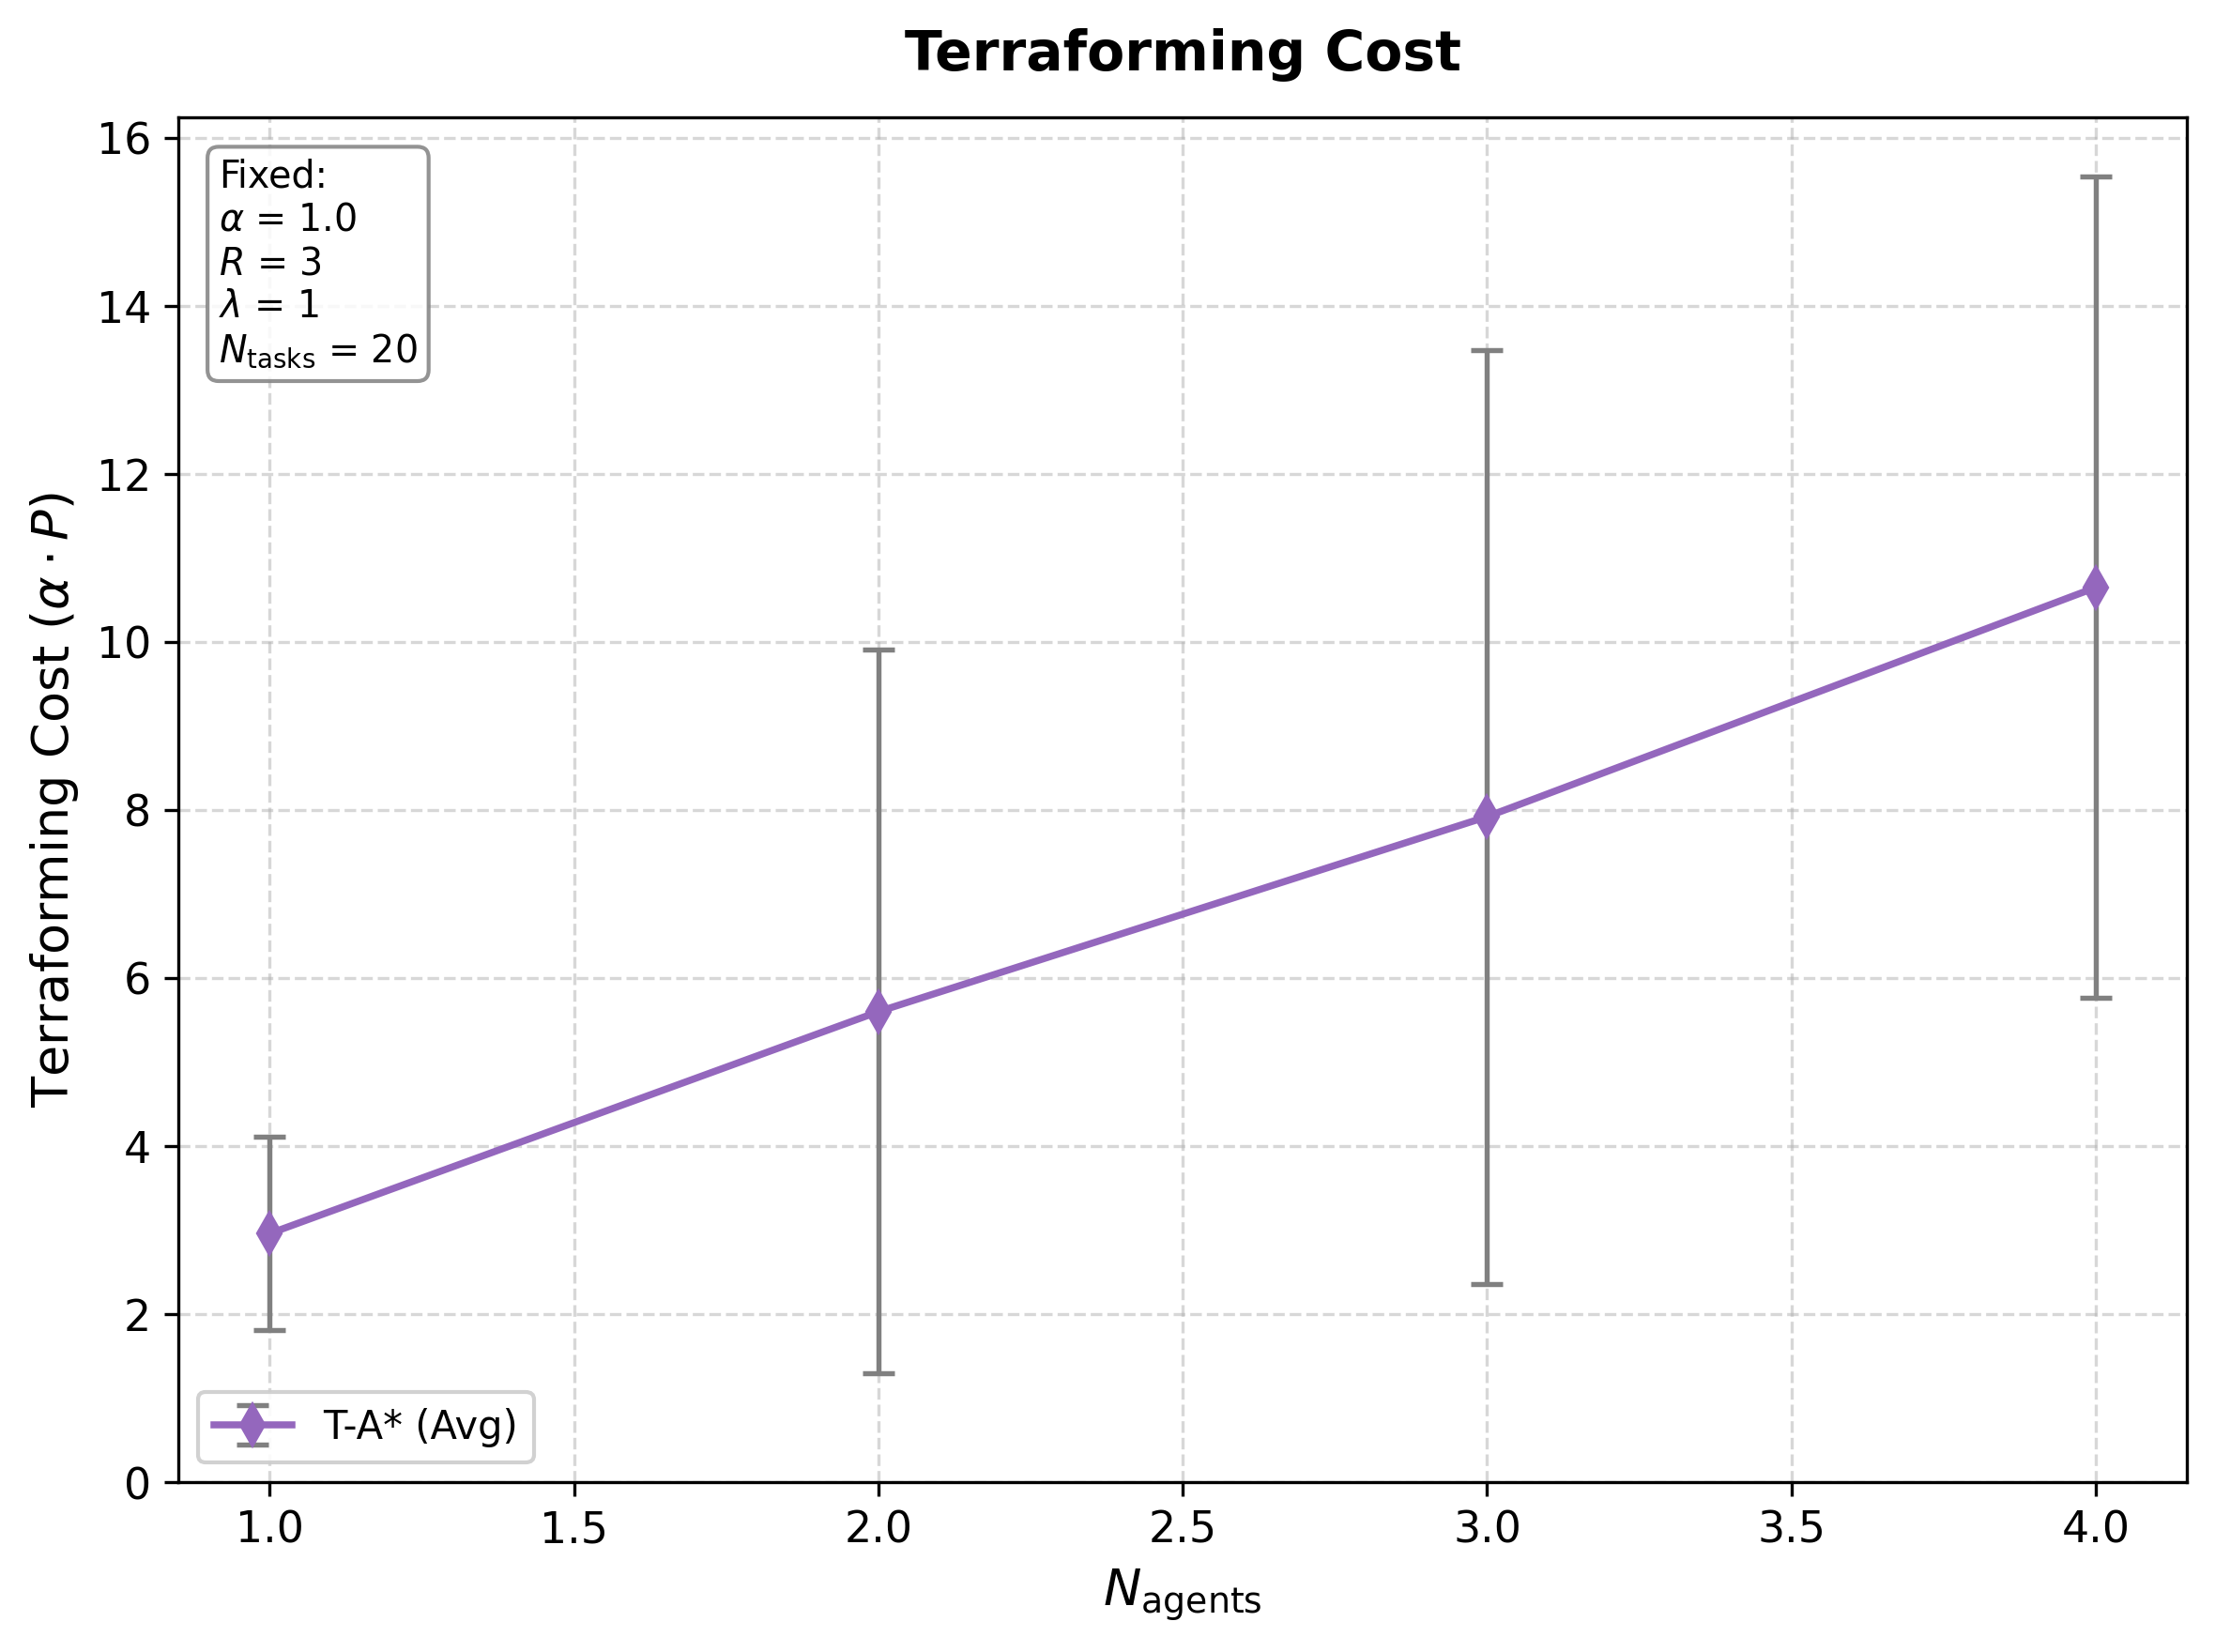 Terraforming Cost
Terraforming Cost (α · P)
16
14
12
10
8
6
4
2
0
Fixed:
α = 1.0
R = 3
λ = 1
N_tasks = 20
T-A* (Avg)
1.0 1.5 2.0 2.5 3.0 3.5 4.0
N_agents